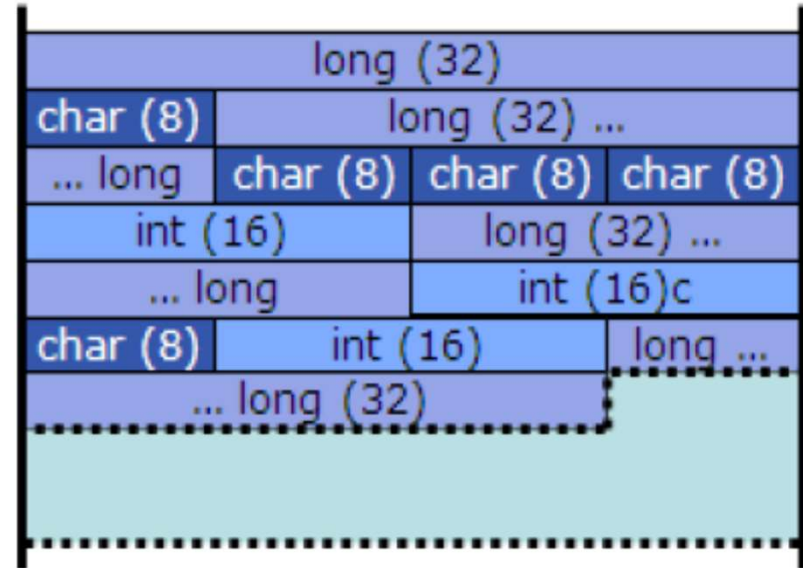 long (32)
char (8) long (32) ...
... long char (8) char (8) char (8)
int (16) long (32) ...
... long int (16)c
char (8) int (16) long ...
... long (32)